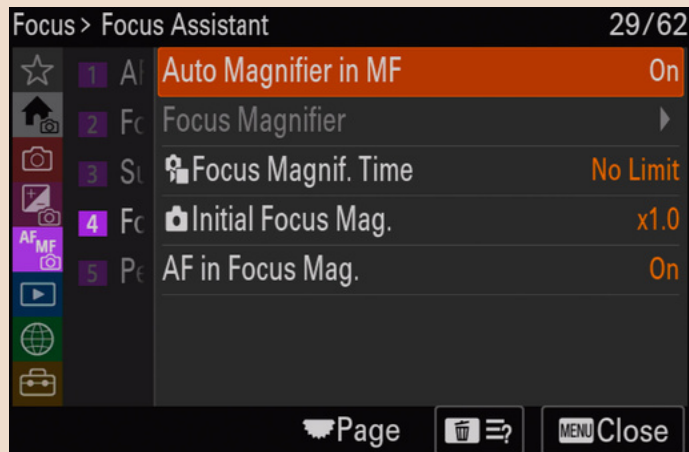 Focus > Focus Assistant 29/62
Auto Magnifier in MF On
1 Focus Magnifier
2
Focus Magnif. Time No Limit
3
Initial Focus Mag. x1.0
4
AF in Focus Mag. On
5
AF MF
Page ? MENU Close